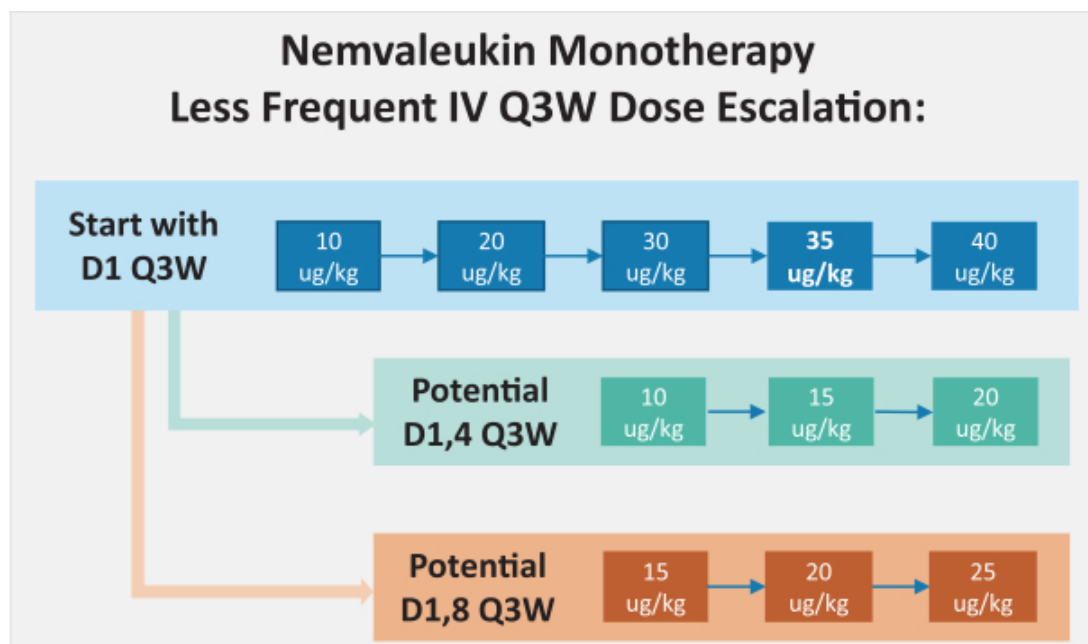 Nemvaleukin Monotherapy
Less Frequent IV Q3W Dose Escalation:
Start with
D1 Q3W
10
ug/kg
20
ug/kg
30
ug/kg
35
ug/kg
40
ug/kg
Potential
D1,4 Q3W
10
ug/kg
15
ug/kg
20
ug/kg
Potential
D1,8 Q3W
15
ug/kg
20
ug/kg
25
ug/kg